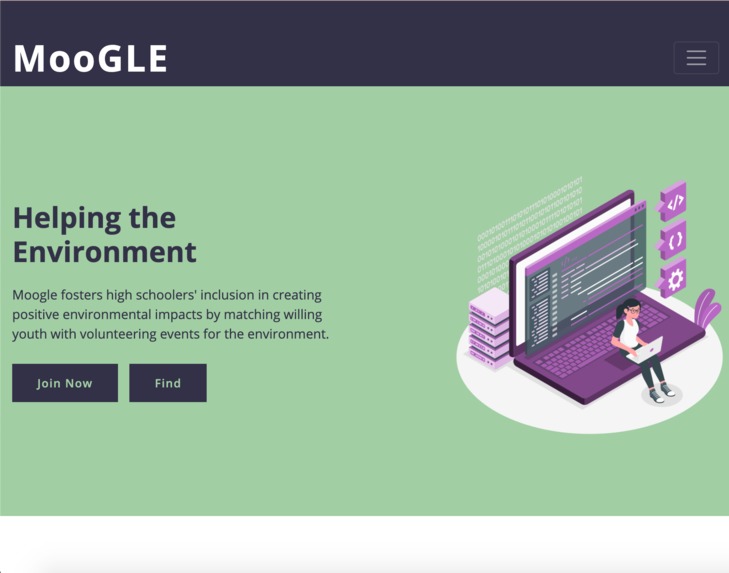 MooGLE
Helping the
Environment
Moogle fosters high schoolers' inclusion in creating
positive environmental impacts by matching willing
youth with volunteering events for the environment.
Join Now
Find